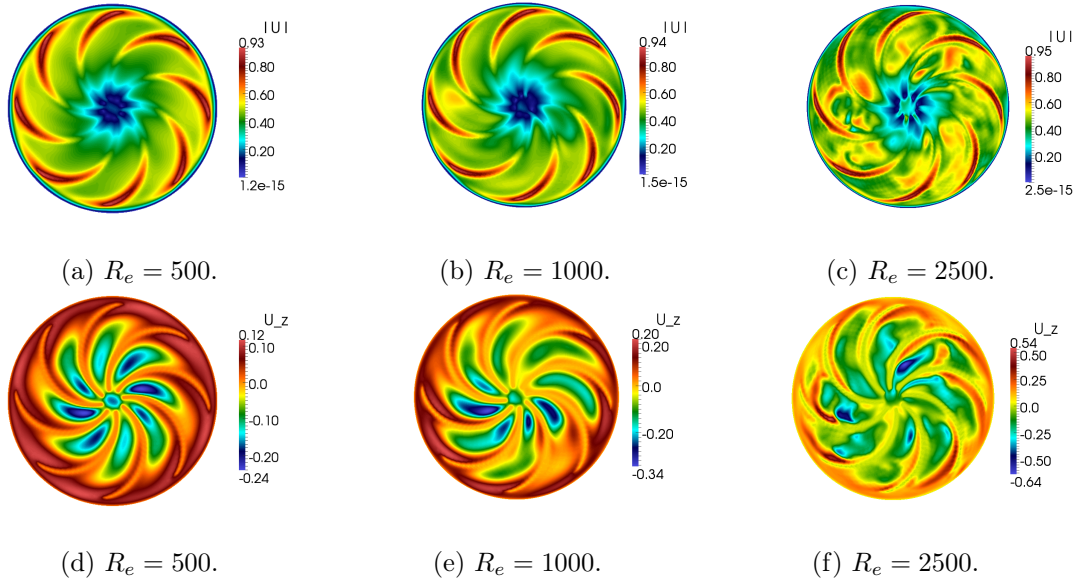 |U|
0.93
0.80
0.60
0.40
0.20
1.2e-15
|U|
0.94
0.80
0.60
0.40
0.20
1.5e-15
|U|
0.95
0.80
0.60
0.40
0.20
2.5e-15
(a) R_e = 500.
(b) R_e = 1000.
(c) R_e = 2500.
U_z
0.12
0.10
0.0
-0.10
-0.20
-0.24
U_z
0.20
0.20
0.0
-0.20
-0.34
U_z
0.54
0.50
0.25
0.0
-0.25
-0.50
-0.64
(d) R_e = 500.
(e) R_e = 1000.
(f) R_e = 2500.